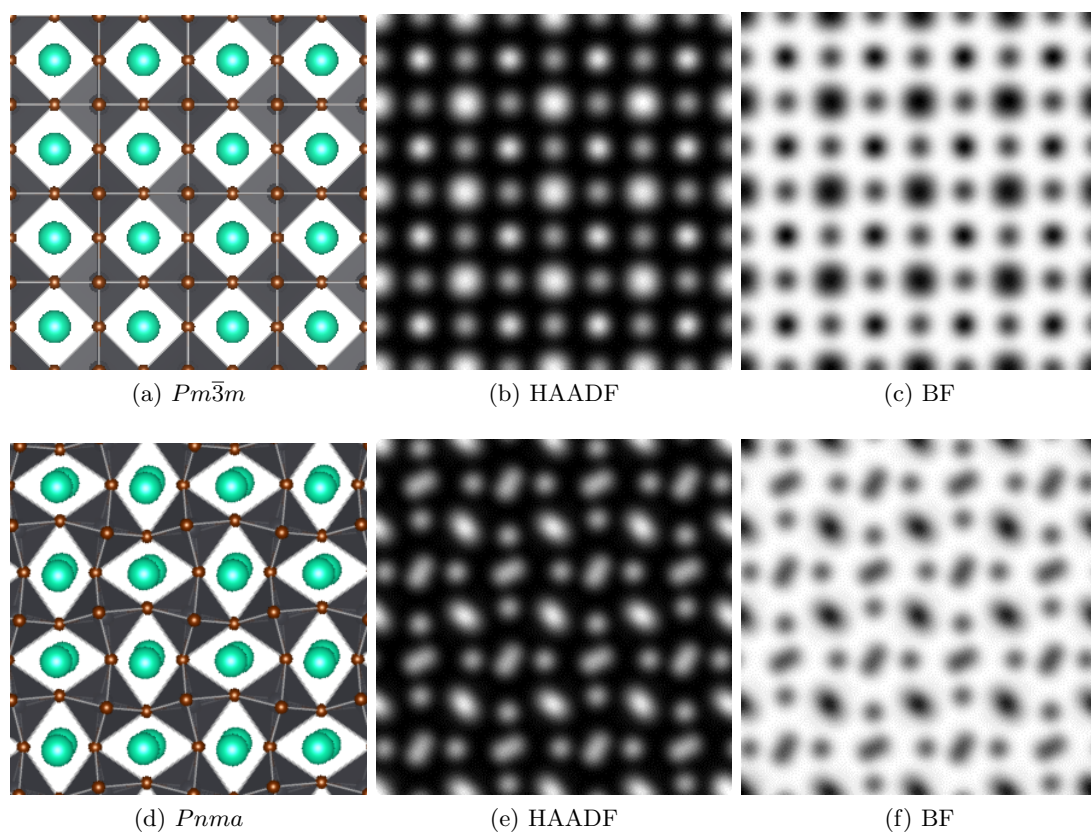 (a) Pm3̅m
(b) HAADF
(c) BF
(d) Pnma
(e) HAADF
(f) BF